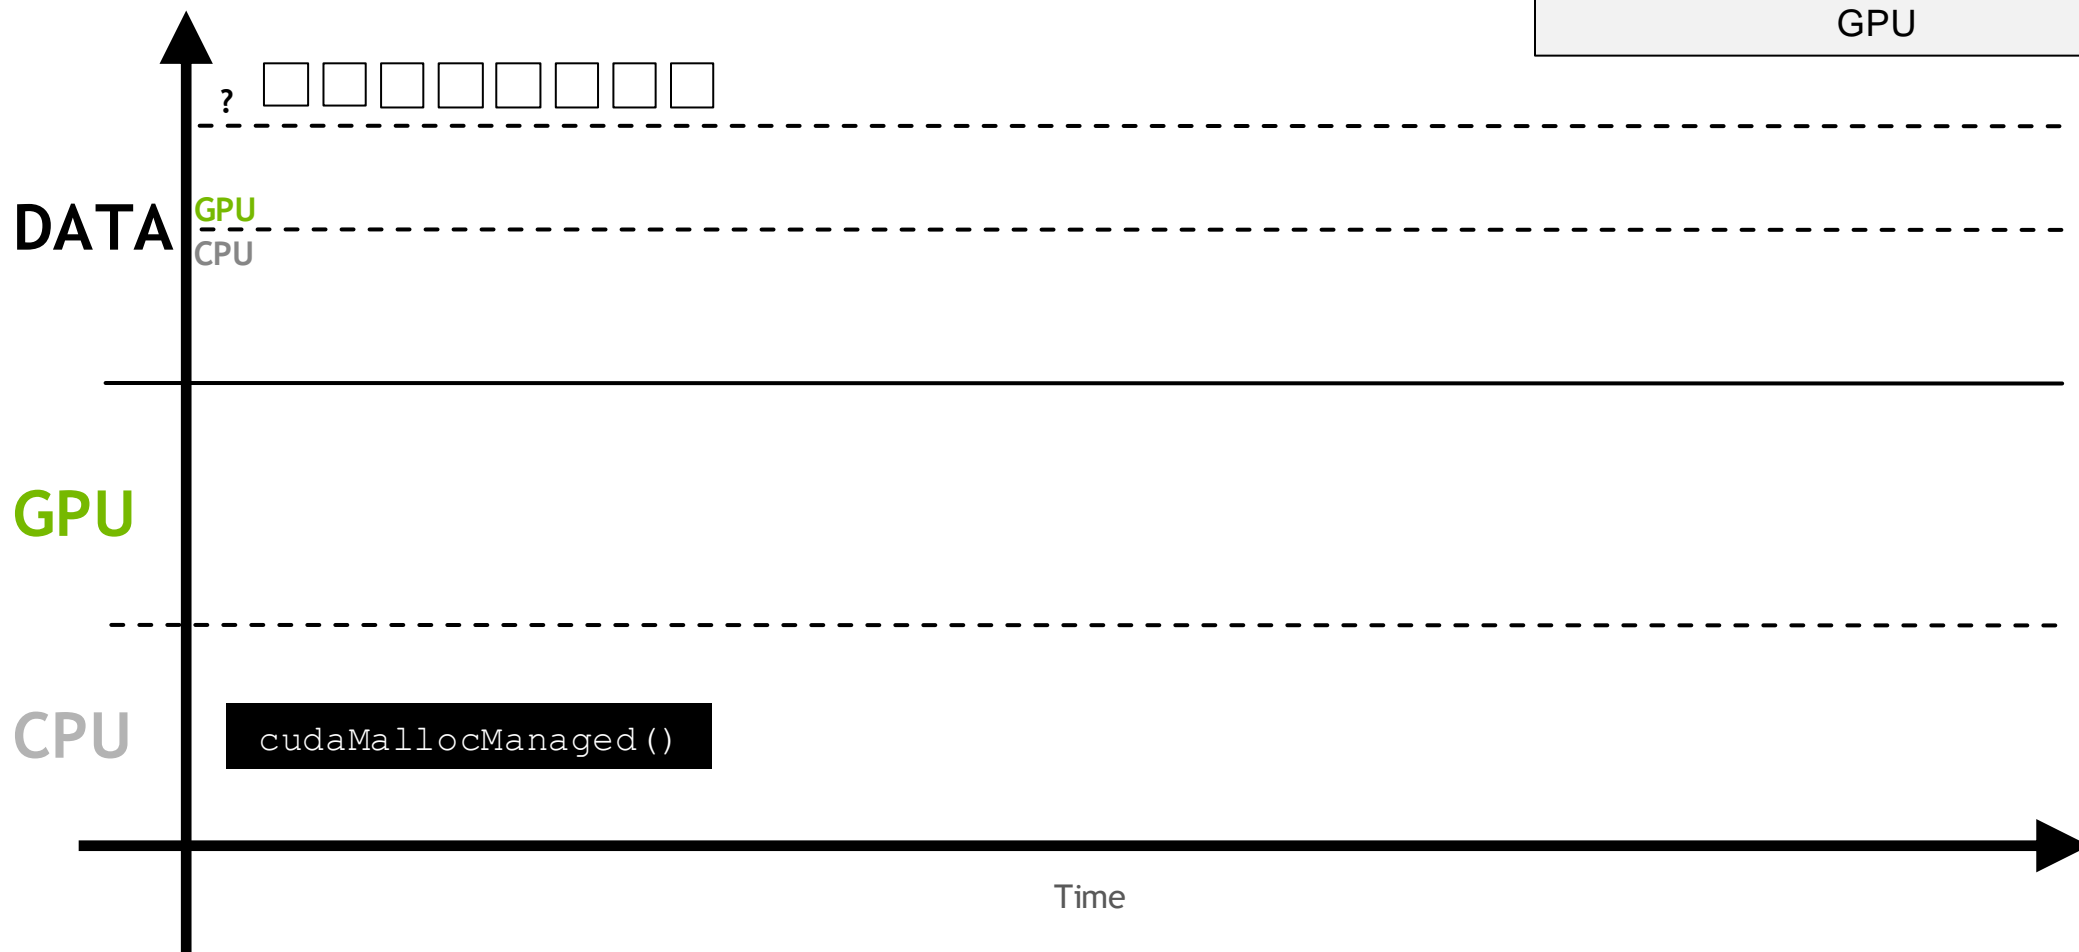 GPU
?
DATA
GPU
CPU
GPU
CPU
cudaMallocManaged()
Time